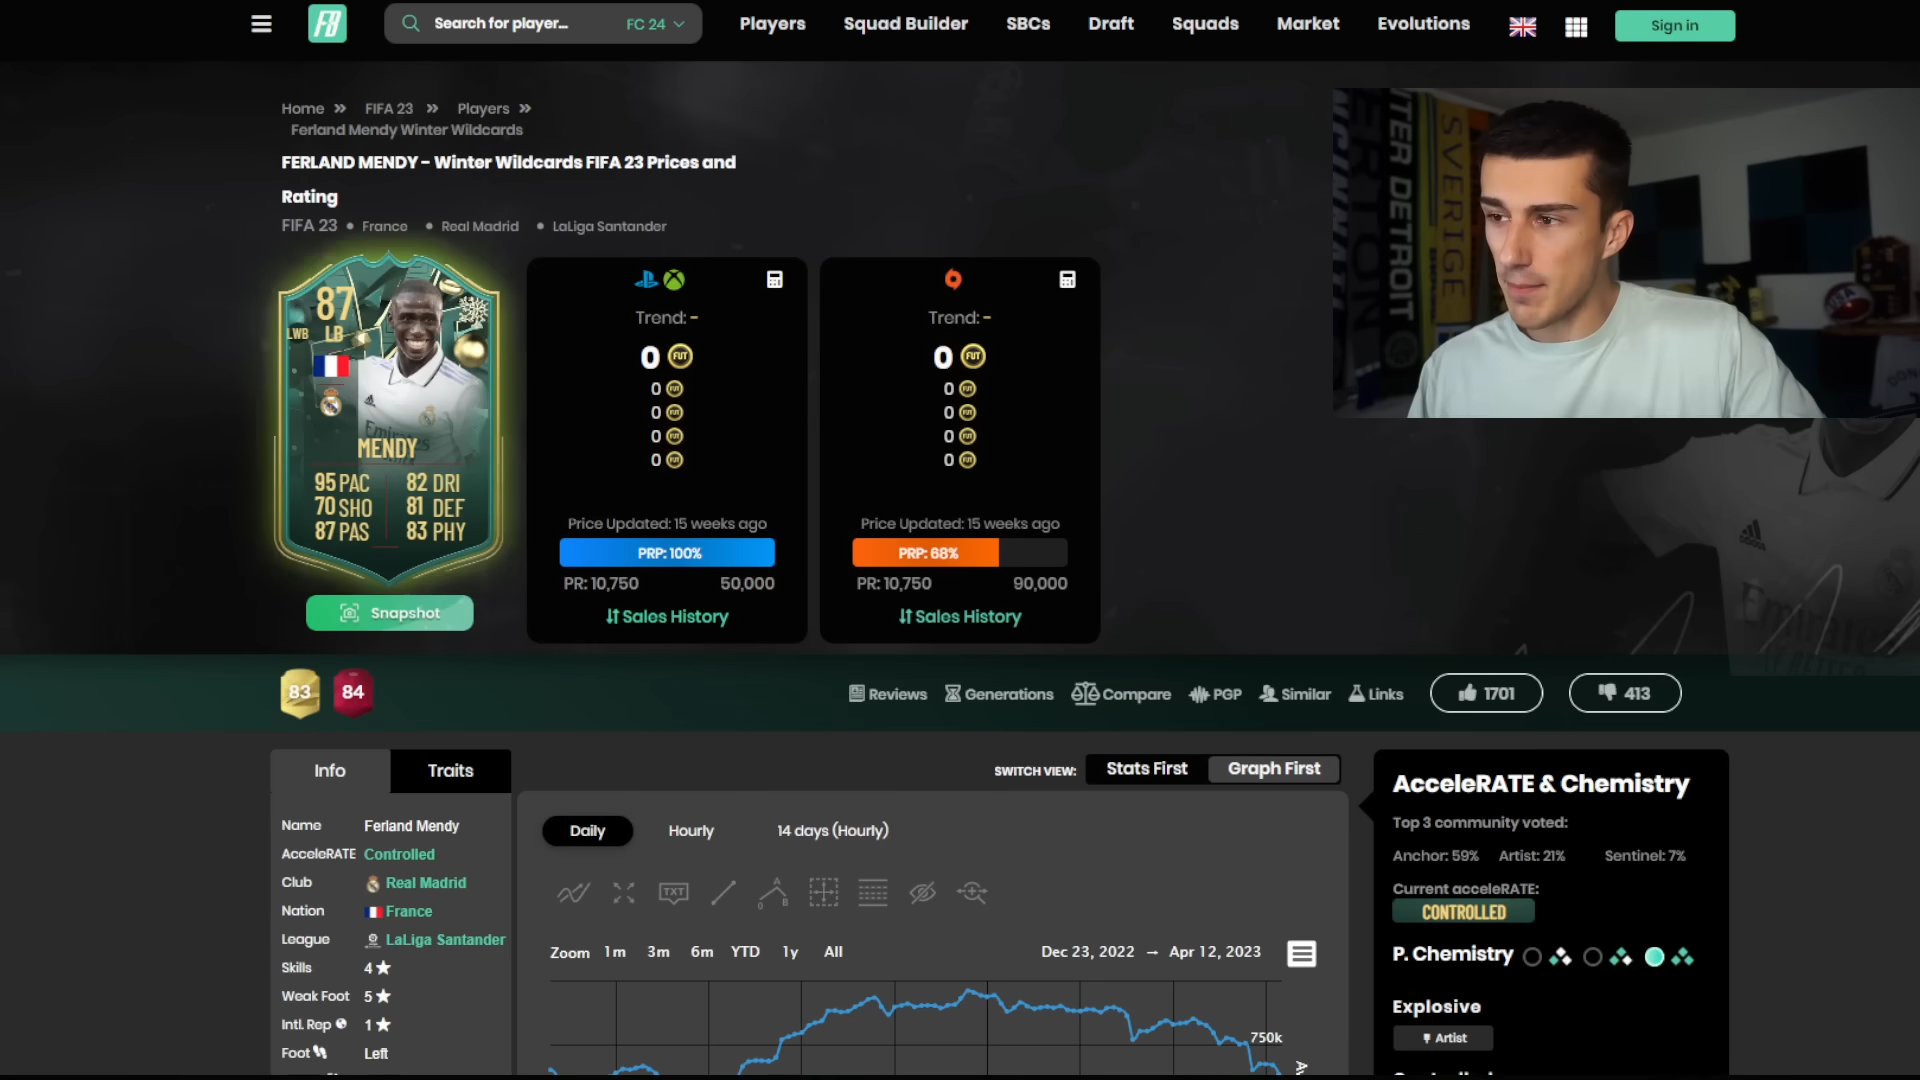 Search for player...
FC 24
Players
Squad Builder
SBCs
Draft
Squads
Market
Evolutions
Sign in
Home » FIFA 23 » Players »
Ferland Mendy Winter Wildcards
FERLAND MENDY - Winter Wildcards FIFA 23 Prices and
Rating
FIFA 23 • France • Real Madrid • LaLiga Santander
87
LWB LB
MENDY
95 PAC 82 DRI
70 SHO 81 DEF
87 PAS 83 PHY
Snapshot
Trend: -
0 FUT
0
0
0
0
Price Updated: 15 weeks ago
PRP: 100%
PR: 10,750 50,000
Sales History
Trend: -
0 FUT
0
0
0
0
Price Updated: 15 weeks ago
PRP: 68%
PR: 10,750 90,000
Sales History
SVERIGE
DETROIT
83 84
Reviews Generations Compare PGP Similar Links 1701 413
Info Traits
Name Ferland Mendy
AcceleRATE Controlled
Club Real Madrid
Nation France
League LaLiga Santander
Skills 4
Weak Foot 5
Intl. Rep 1
Foot Left
SWITCH VIEW: Stats First Graph First
Daily Hourly 14 days (Hourly)
TXT
Zoom 1m 3m 6m YTD 1y All
Dec 23, 2022 → Apr 12, 2023
750k
AcceleRATE & Chemistry
Top 3 community voted:
Anchor: 59% Artist: 21% Sentinel: 7%
Current acceleRATE:
CONTROLLED
P. Chemistry
Explosive
Artist